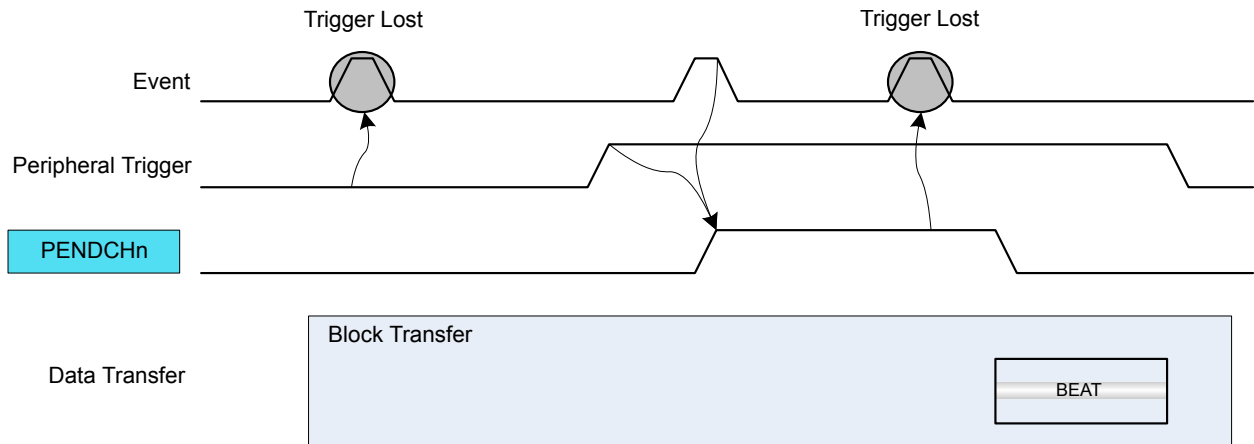 Trigger Lost
Trigger Lost
Event
Peripheral Trigger
PENDCHn
Block Transfer
Data Transfer
BEAT